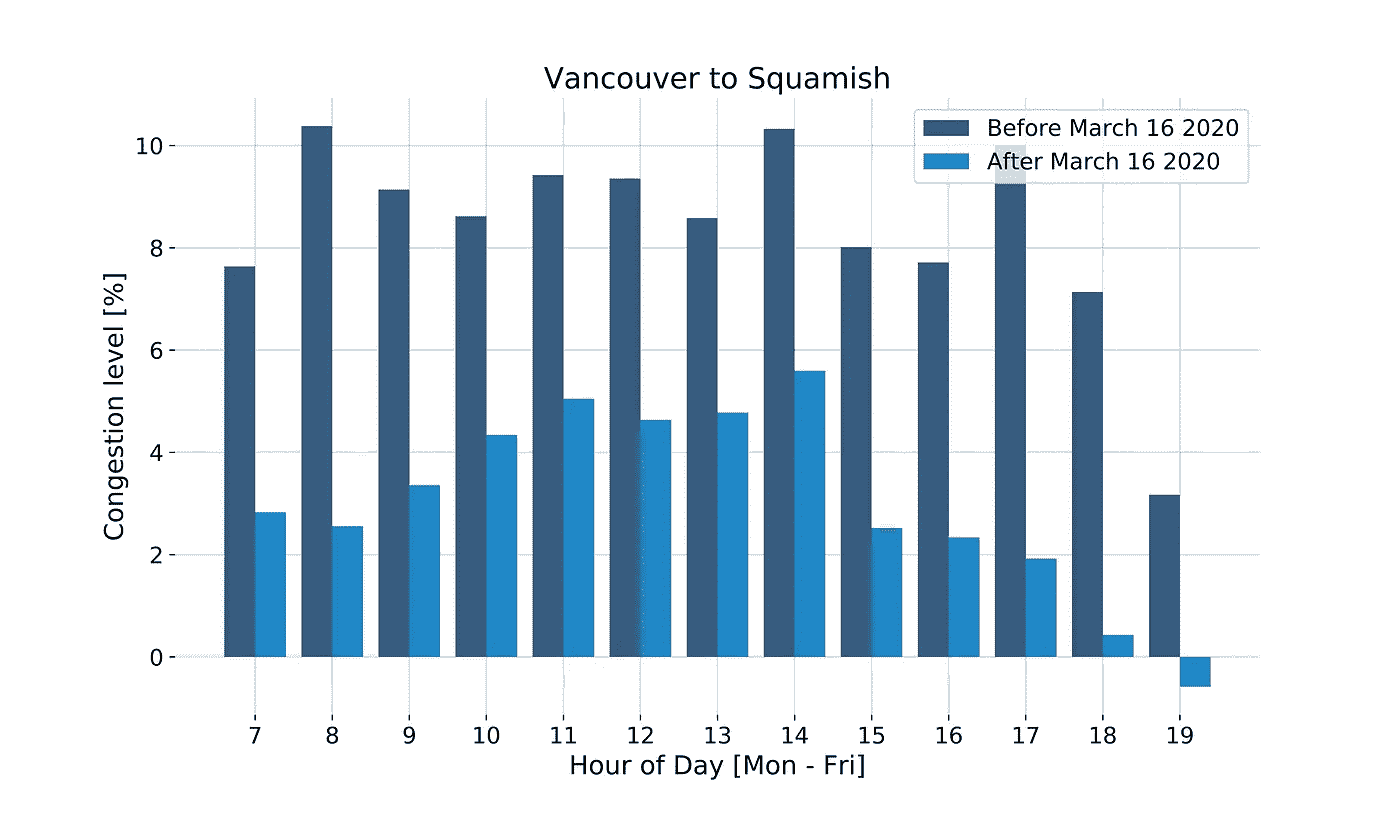 Vancouver to Squamish
Before March 16 2020
After March 16 2020
10
8
6
4
2
0
Congestion level [%]
7 8 9 10 11 12 13 14 15 16 17 18 19
Hour of Day [Mon - Fri]